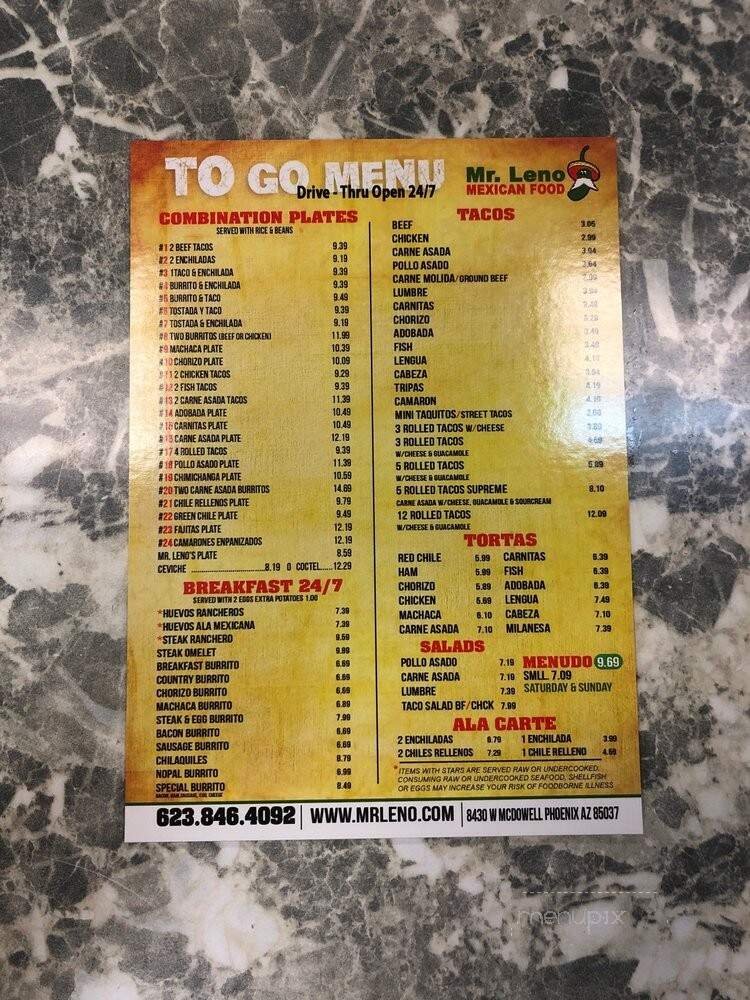 TO GO MENU
Drive - Thru Open 24/7
Mr. Leno
MEXICAN FOOD
COMBINATION PLATES
SERVED WITH RICE & BEANS
#1 2 BEEF TACOS 9.39
#2 2 ENCHILADAS 9.19
#3 1TACO & ENCHILADA 9.39
#4 BURRITO & ENCHILADA 9.39
#5 BURRITO & TACO 9.49
#6 TOSTADA Y TACO 9.39
#7 TOSTADA & ENCHILADA 9.19
#8 TWO BURRITOS (BEEF OR CHICKEN) 11.99
#9 MACHACA PLATE 10.39
#10 CHORIZO PLATE 10.09
#11 2 CHICKEN TACOS 9.29
#12 2 FISH TACOS 9.39
#13 2 CARNE ASADA TACOS 11.39
#14 ADOBADA PLATE 10.49
#15 CARNITAS PLATE 10.49
CARNE ASADA PLATE 12.19
#17 4 ROLLED TACOS 9.39
#18 POLLO ASADO PLATE 11.39
#19 CHIMICHANGA PLATE 10.59
#20 TWO CARNE ASADA BURRITOS 14.69
#21 CHILE RELLENOS PLATE 9.79
#22 GREEN CHILE PLATE 9.49
#23 FAJITAS PLATE 12.19
#24 CAMARONES ENPANIZADOS 12.19
MR. LENO'S PLATE 8.59
CEVICHE ................................8.19 O COCTEL.....12.29
BREAKFAST 24/7
SERVED WITH 2 EGGS EXTRA POTATOES 1.00
*HUEVOS RANCHEROS 7.39
*HUEVOS ALA MEXICANA 7.39
*STEAK RANCHERO 9.59
STEAK OMELET 9.99
BREAKFAST BURRITO 6.69
COUNTRY BURRITO 6.69
CHORIZO BURRITO 6.69
MACHACA BURRITO 6.89
STEAK & EGG BURRITO 7.99
BACON BURRITO 6.69
SAUSAGE BURRITO 6.69
CHILAQUILES 8.79
NOPAL BURRITO 6.99
SPECIAL BURRITO 8.49
TACOS
BEEF
CHICKEN 2.99
CARNE ASADA
POLLO ASADO
CARNE MOLIDA/GROUND BEEF
LUMBRE
CARNITAS
CHORIZO
ADOBADA
FISH
LENGUA
CABEZA
TRIPAS
CAMARON
MINI TAQUITOS/STREET TACOS
3 ROLLED TACOS W/CHEESE
3 ROLLED TACOS
W/CHEESE & GUACAMOLE
5 ROLLED TACOS 5.89
W/CHEESE & GUACAMOLE
5 ROLLED TACOS SUPREME 8.10
CARNE ASADA W/CHEESE, GUACAMOLE & SOURCREAM
12 ROLLED TACOS 12.09
W/CHEESE & GUACAMOLE
TORTAS
RED CHILE 5.99 CARNITAS 6.39
HAM 5.99 FISH 6.39
CHORIZO 5.89 ADOBADA 6.39
CHICKEN 5.69 LENGUA 7.49
MACHACA 6.10 CABEZA 7.10
CARNE ASADA 7.10 MILANESA 7.39
SALADS
POLLO ASADO 7.19
CARNE ASADA 7.19
LUMBRE 7.39
TACO SALAD BF/CHCK 7.99
MENUDO 9.69
SMLL. 7.09
SATURDAY & SUNDAY
ALA CARTE
2 ENCHILADAS 6.79 1 ENCHILADA 3.99
2 CHILES RELLENOS 7.29 1 CHILE RELLENO 4.69
* ITEMS WITH STARS ARE SERVED RAW OR UNDERCOOKED.
CONSUMING RAW OR UNDERCOOKED SEAFOOD, SHELLFISH
OR EGGS MAY INCREASE YOUR RISK OF FOODBORNE ILLNESS
623.846.4092 | WWW.MRLENO.COM | 8430 W MCDOWELL PHOENIX AZ 85037
menupix